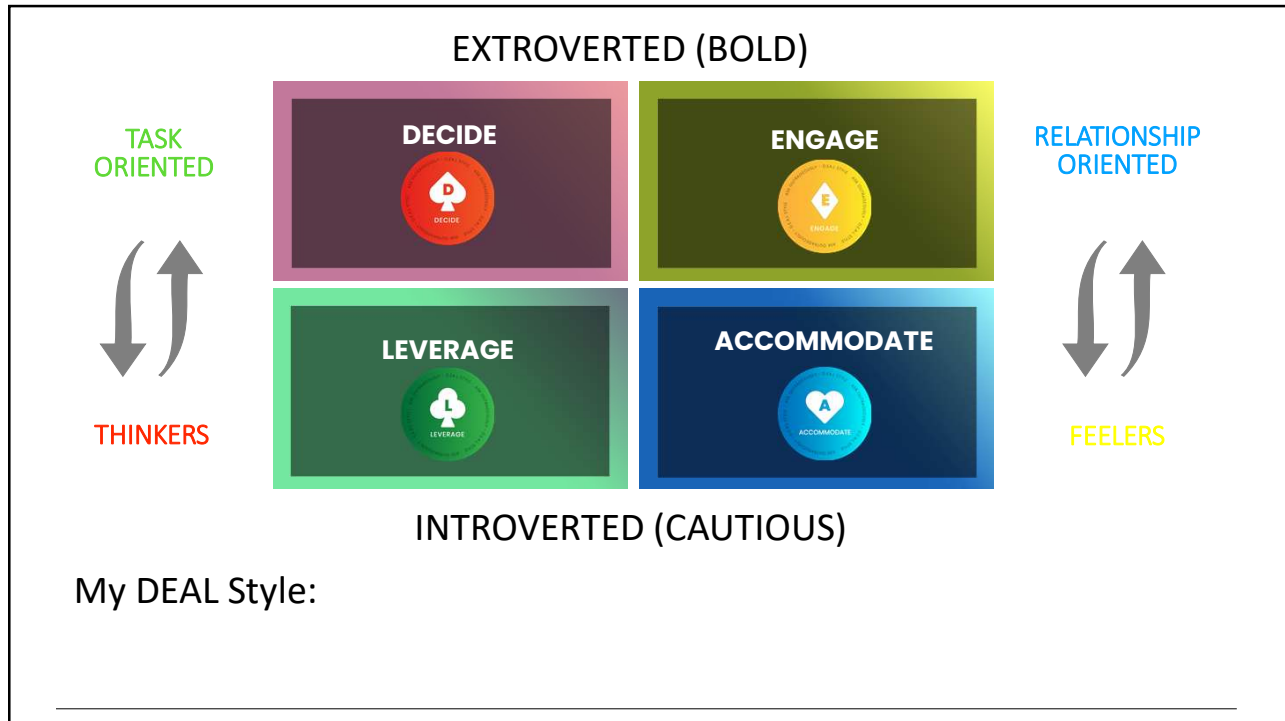 EXTROVERTED (BOLD)
TASK
ORIENTED
DECIDE
D
DECIDE
ENGAGE
E
ENGAGE
RELATIONSHIP
ORIENTED
THINKERS
LEVERAGE
L
LEVERAGE
ACCOMMODATE
A
ACCOMMODATE
FEELERS
INTROVERTED (CAUTIOUS)
My DEAL Style: